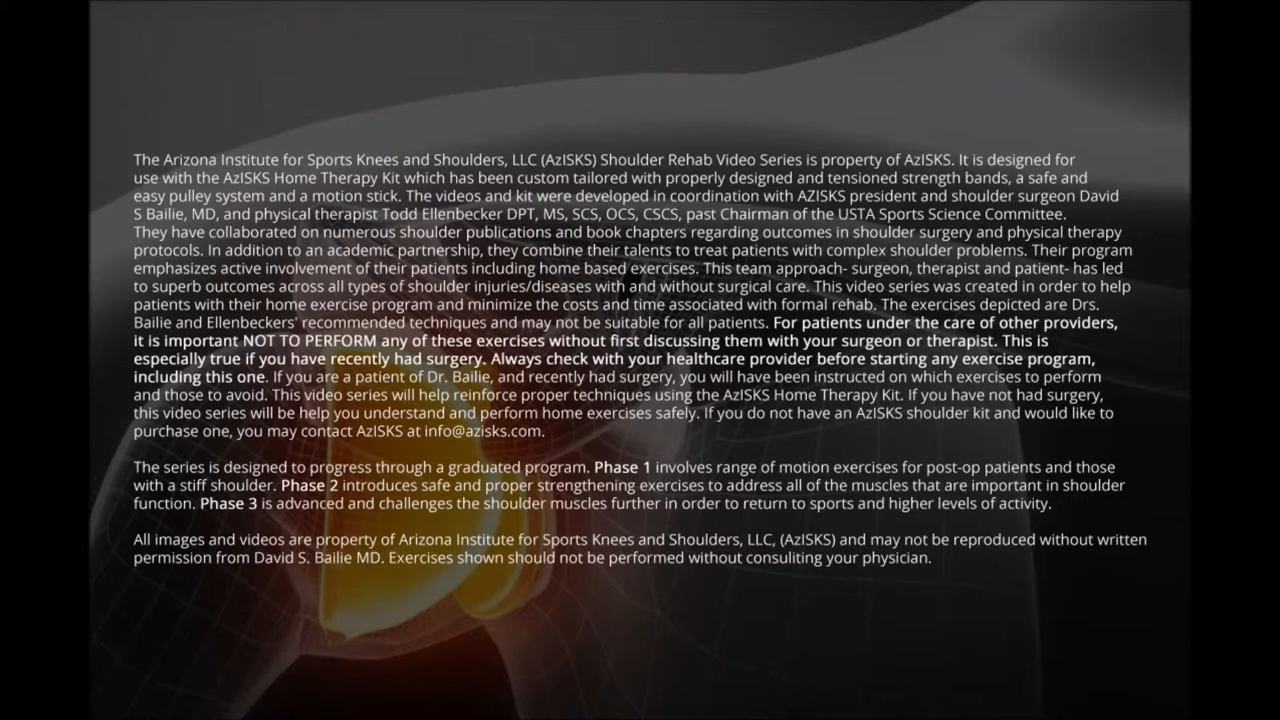 The Arizona Institute for Sports Knees and Shoulders, LLC (AzISKS) Shoulder Rehab Video Series is property of AzISKS. It is designed for
use with the AzISKS Home Therapy Kit which has been custom tailored with properly designed and tensioned strength bands, a safe and
easy pulley system and a motion stick. The videos and kit were developed in coordination with AZISKS president and shoulder surgeon David
S Bailie, MD, and physical therapist Todd Ellenbecker DPT, MS, SCS, OCS, CSCS, past Chairman of the USTA Sports Science Committee.
They have collaborated on numerous shoulder publications and book chapters regarding outcomes in shoulder surgery and physical therapy
protocols. In addition to an academic partnership, they combine their talents to treat patients with complex shoulder problems. Their program
emphasizes active involvement of their patients including home based exercises. This team approach- surgeon, therapist and patient- has led
to superb outcomes across all types of shoulder injuries/diseases with and without surgical care. This video series was created in order to help
patients with their home exercise program and minimize the costs and time associated with formal rehab. The exercises depicted are Drs.
Bailie and Ellenbeckers' recommended techniques and may not be suitable for all patients. For patients under the care of other providers,
it is important NOT TO PERFORM any of these exercises without first discussing them with your surgeon or therapist. This is
especially true if you have recently had surgery. Always check with your healthcare provider before starting any exercise program,
including this one. If you are a patient of Dr. Bailie, and recently had surgery, you will have been instructed on which exercises to perform
and those to avoid. This video series will help reinforce proper techniques using the AzISKS Home Therapy Kit. If you have not had surgery,
this video series will be help you understand and perform home exercises safely. If you do not have an AzISKS shoulder kit and would like to
purchase one, you may contact AzISKS at info@azisks.com.
The series is designed to progress through a graduated program. Phase 1 involves range of motion exercises for post-op patients and those
with a stiff shoulder. Phase 2 introduces safe and proper strengthening exercises to address all of the muscles that are important in shoulder
function. Phase 3 is advanced and challenges the shoulder muscles further in order to return to sports and higher levels of activity.
All images and videos are property of Arizona Institute for Sports Knees and Shoulders, LLC, (AzISKS) and may not be reproduced without written
permission from David S. Bailie MD. Exercises shown should not be performed without consuliting your physician.